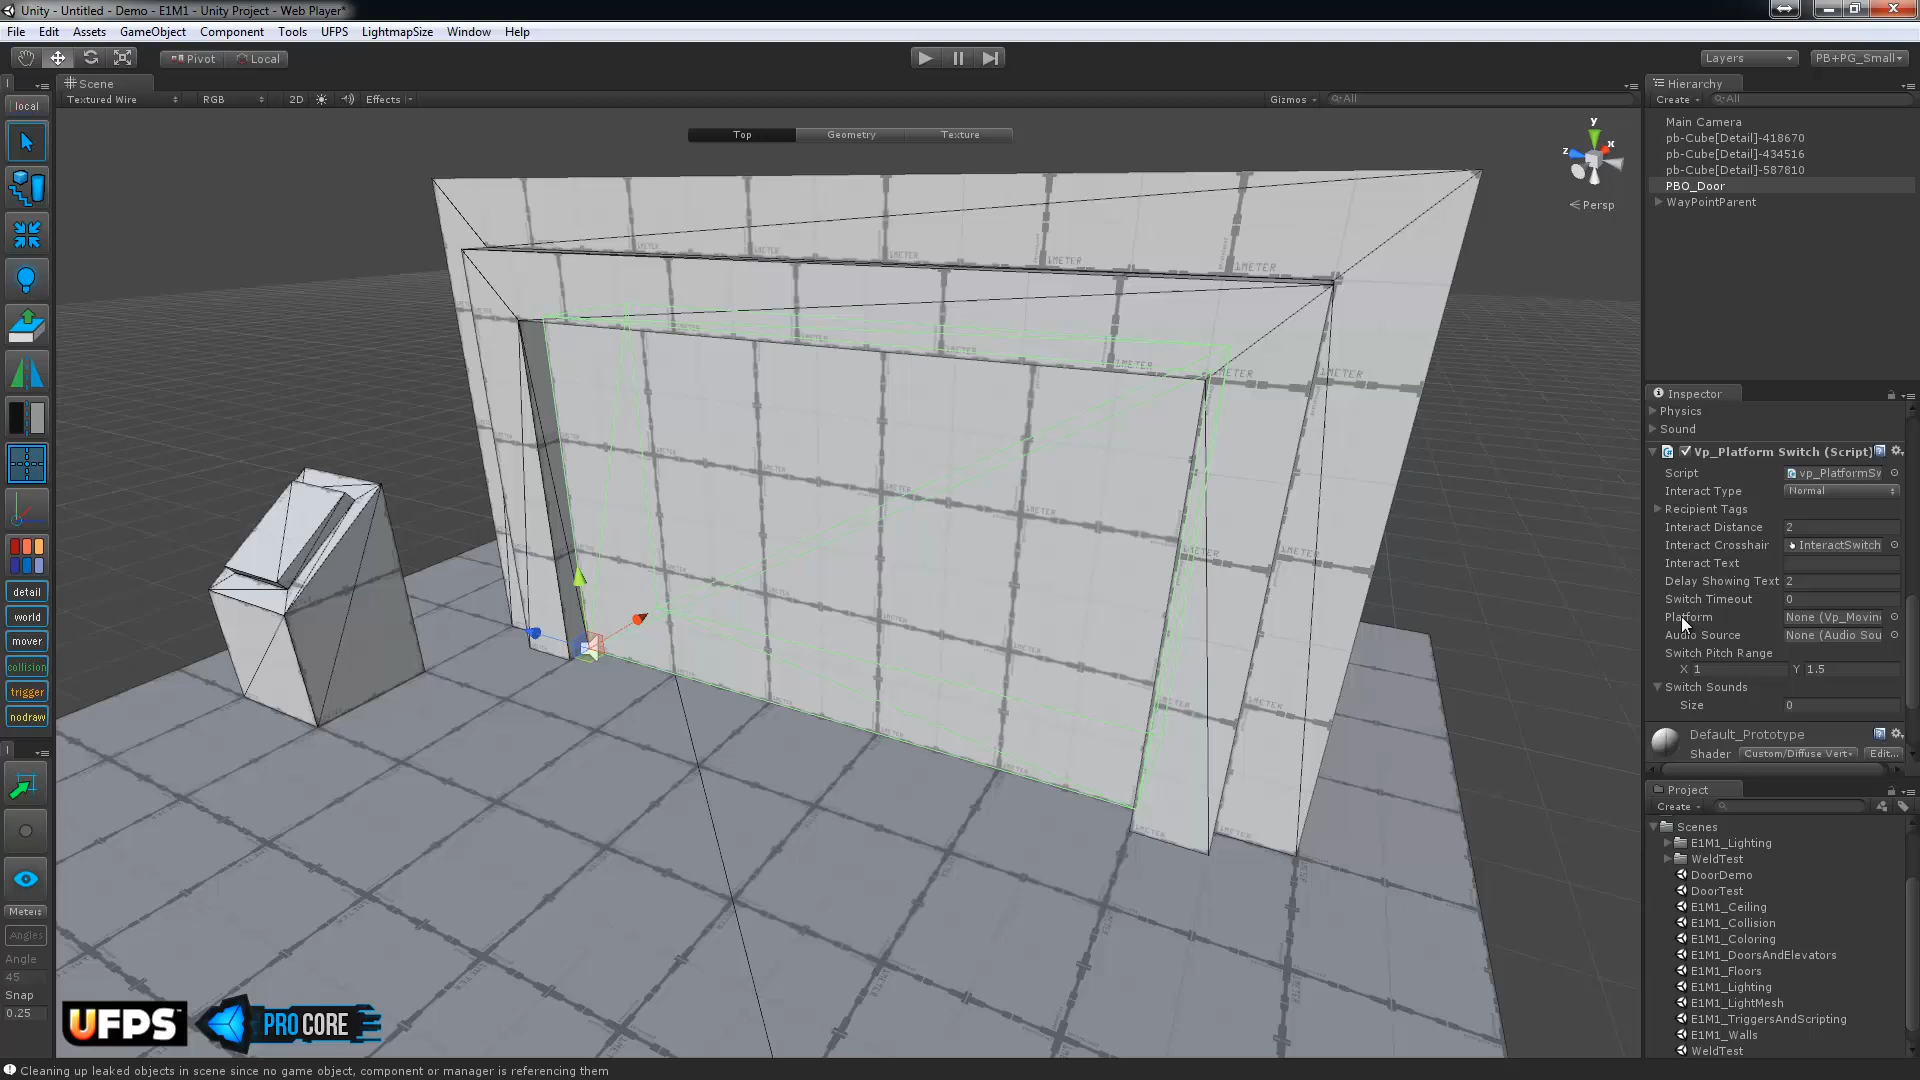 Unity - Untitled - Demo - E1M1 - Unity Project - Web Player*
File Edit Assets GameObject Component Tools UFPS LightmapSize Window Help
Pivot Local
Layers PB+PG_Small
Scene
Textured Wire RGB 2D Effects Gizmos All
Top Geometry Texture
y
x
z
Persp
local
detail
world
mover
collision
trigger
nodraw
Angles
Angle
45
Snap
0.25
1METER
UFPS
PROCORE
Hierarchy
Create All
Main Camera
pb-Cube[Detail]-418670
pb-Cube[Detail]-434516
pb-Cube[Detail]-587810
PBO_Door
WayPointParent
Inspector
Physics
Sound
Vp_Platform Switch (Script)
Script vp_PlatformSv
Interact Type Normal
Recipient Tags
Interact Distance 2
Interact Crosshair InteractSwitch
Interact Text
Delay Showing Text 2
Switch Timeout 0
Platform None (Vp_Movin
Audio Source None (Audio Sou
Switch Pitch Range
X 1 Y 1.5
Switch Sounds
Size 0
Default_Prototype
Shader Custom/Diffuse Vert Edit...
Project
Create
Scenes
E1M1_Lighting
WeldTest
DoorDemo
DoorTest
E1M1_Ceiling
E1M1_Collision
E1M1_Coloring
E1M1_DoorsAndElevators
E1M1_Floors
E1M1_Lighting
E1M1_LightMesh
E1M1_TriggersAndScripting
E1M1_Walls
WeldTest
Cleaning up leaked objects in scene since no game object, component or manager is referencing them